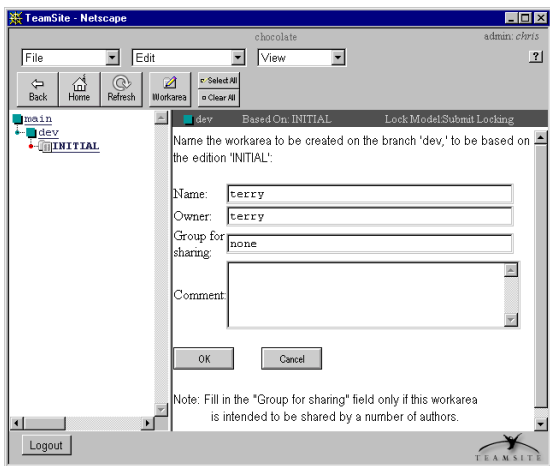 TeamSite - Netscape
chocolate
admin: chris
File
Edit
View
?
Back
Home
Refresh
Workarea
Select All
Clear All
main
dev
INITIAL
dev Based On: INITIAL Lock Model:Submit Locking
Name the workarea to be created on the branch 'dev,' to be based on
the edition 'INITIAL':
Name: terry
Owner: terry
Group for
sharing: none
Comment:
OK Cancel
Note: Fill in the "Group for sharing" field only if this workarea
is intended to be shared by a number of authors.
Logout
TEAMSITE